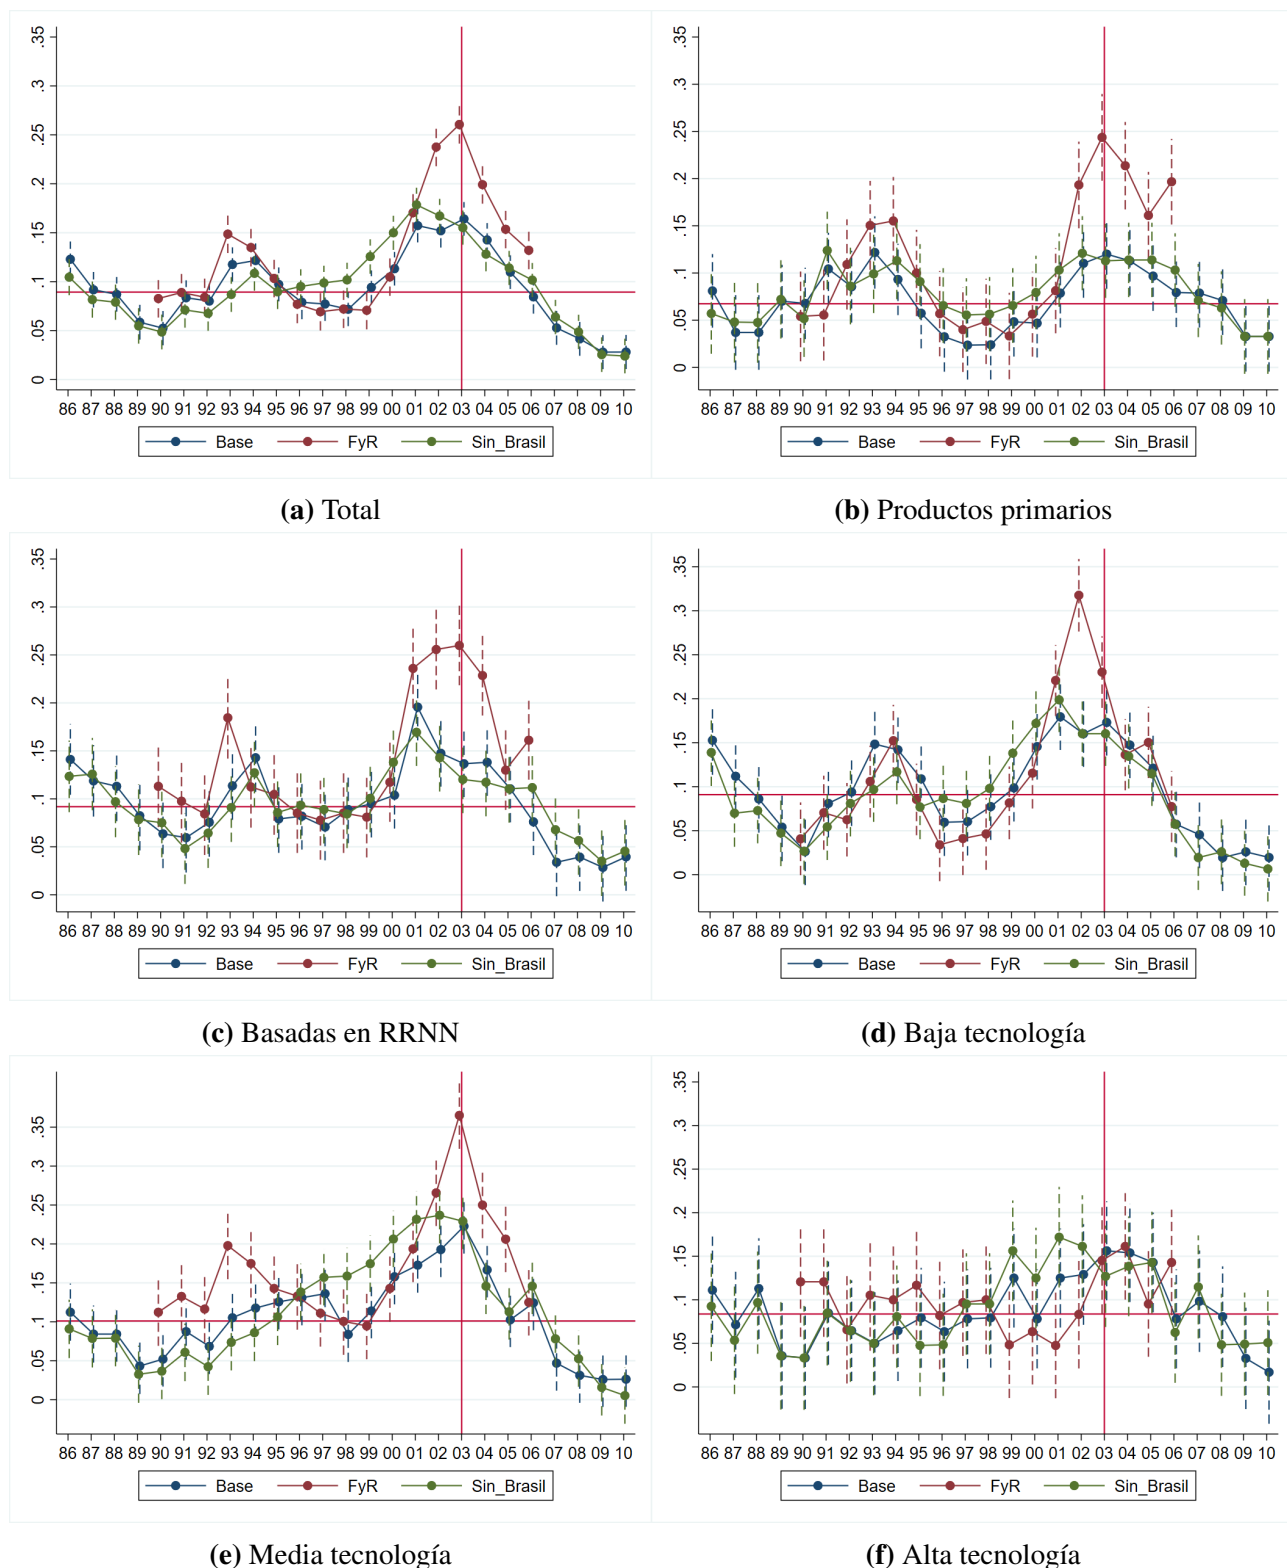 .35
.3
.25
.2
.15
.1
.05
0
86 87 88 89 90 91 92 93 94 95 96 97 98 99 00 01 02 03 04 05 06 07 08 09 10
Base FyR Sin_Brasil
(a) Total
.35
.3
.25
.2
.15
.1
.05
0
86 87 88 89 90 91 92 93 94 95 96 97 98 99 00 01 02 03 04 05 06 07 08 09 10
Base FyR Sin_Brasil
(b) Productos primarios
.35
.3
.25
.2
.15
.1
.05
0
86 87 88 89 90 91 92 93 94 95 96 97 98 99 00 01 02 03 04 05 06 07 08 09 10
Base FyR Sin_Brasil
(c) Basadas en RRNN
.35
.3
.25
.2
.15
.1
.05
0
86 87 88 89 90 91 92 93 94 95 96 97 98 99 00 01 02 03 04 05 06 07 08 09 10
Base FyR Sin_Brasil
(d) Baja tecnología
.35
.3
.25
.2
.15
.1
.05
0
86 87 88 89 90 91 92 93 94 95 96 97 98 99 00 01 02 03 04 05 06 07 08 09 10
Base FyR Sin_Brasil
(e) Media tecnología
.35
.3
.25
.2
.15
.1
.05
0
86 87 88 89 90 91 92 93 94 95 96 97 98 99 00 01 02 03 04 05 06 07 08 09 10
Base FyR Sin_Brasil
(f) Alta tecnología